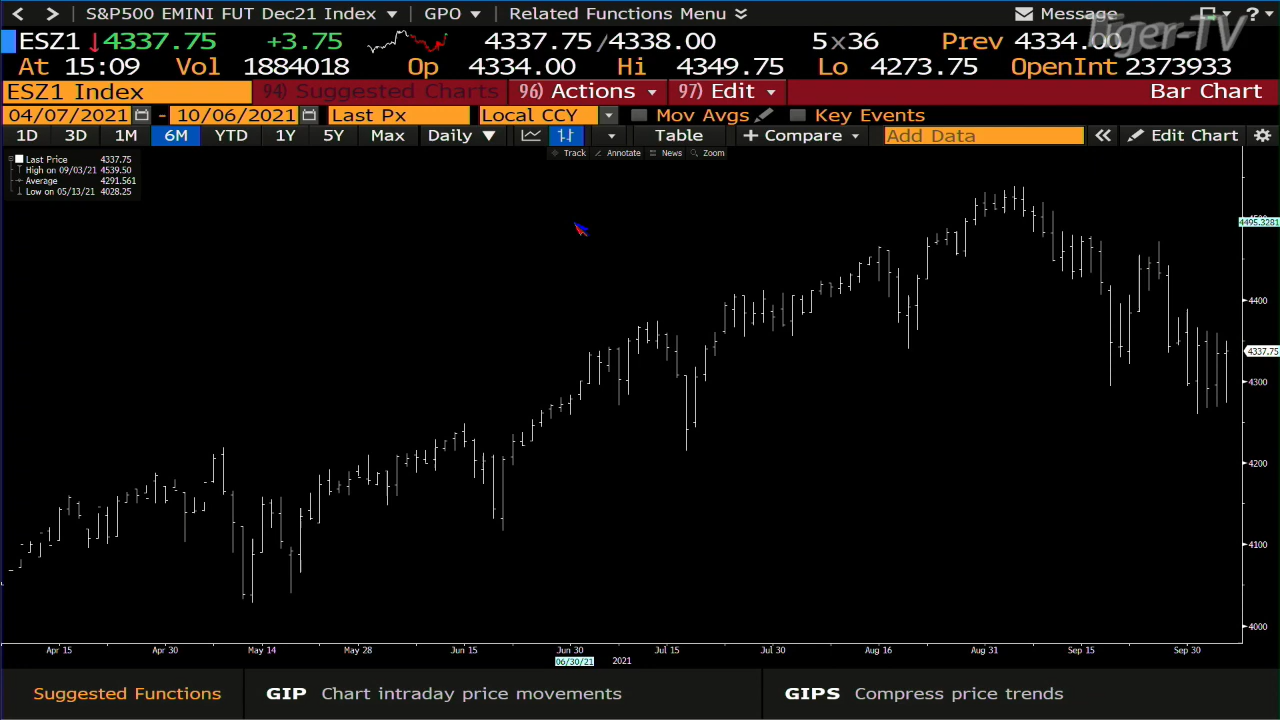 S&P500 EMINI FUT Dec21 Index GPO Related Functions Menu Message ?
ESZ1 4337.75 +3.75 4337.75/4338.00 5x36 Prev 4334.00
At 15:09 Vol 1884018 Op 4334.00 Hi 4349.75 Lo 4273.75 OpenInt 2373933
ESZ1 Index 94) Suggested Charts 96) Actions 97) Edit Bar Chart
04/07/2021 - 10/06/2021 Last Px Local CCY Mov Avgs Key Events
1D 3D 1M 6M YTD 1Y 5Y Max Daily Table + Compare Add Data Edit Chart
Track Annotate News Zoom
Last Price 4337.75
High on 09/03/21 4539.50
Average 4291.561
Low on 05/13/21 4028.25
4495.3281
4400
4337.75
4300
4200
4100
4000
Apr 15 Apr 30 May 14 May 28 Jun 15 Jun 30 Jul 15 Jul 30 Aug 16 Aug 31 Sep 15 Sep 30
06/30/21 2021
Suggested Functions GIP Chart intraday price movements GIPS Compress price trends